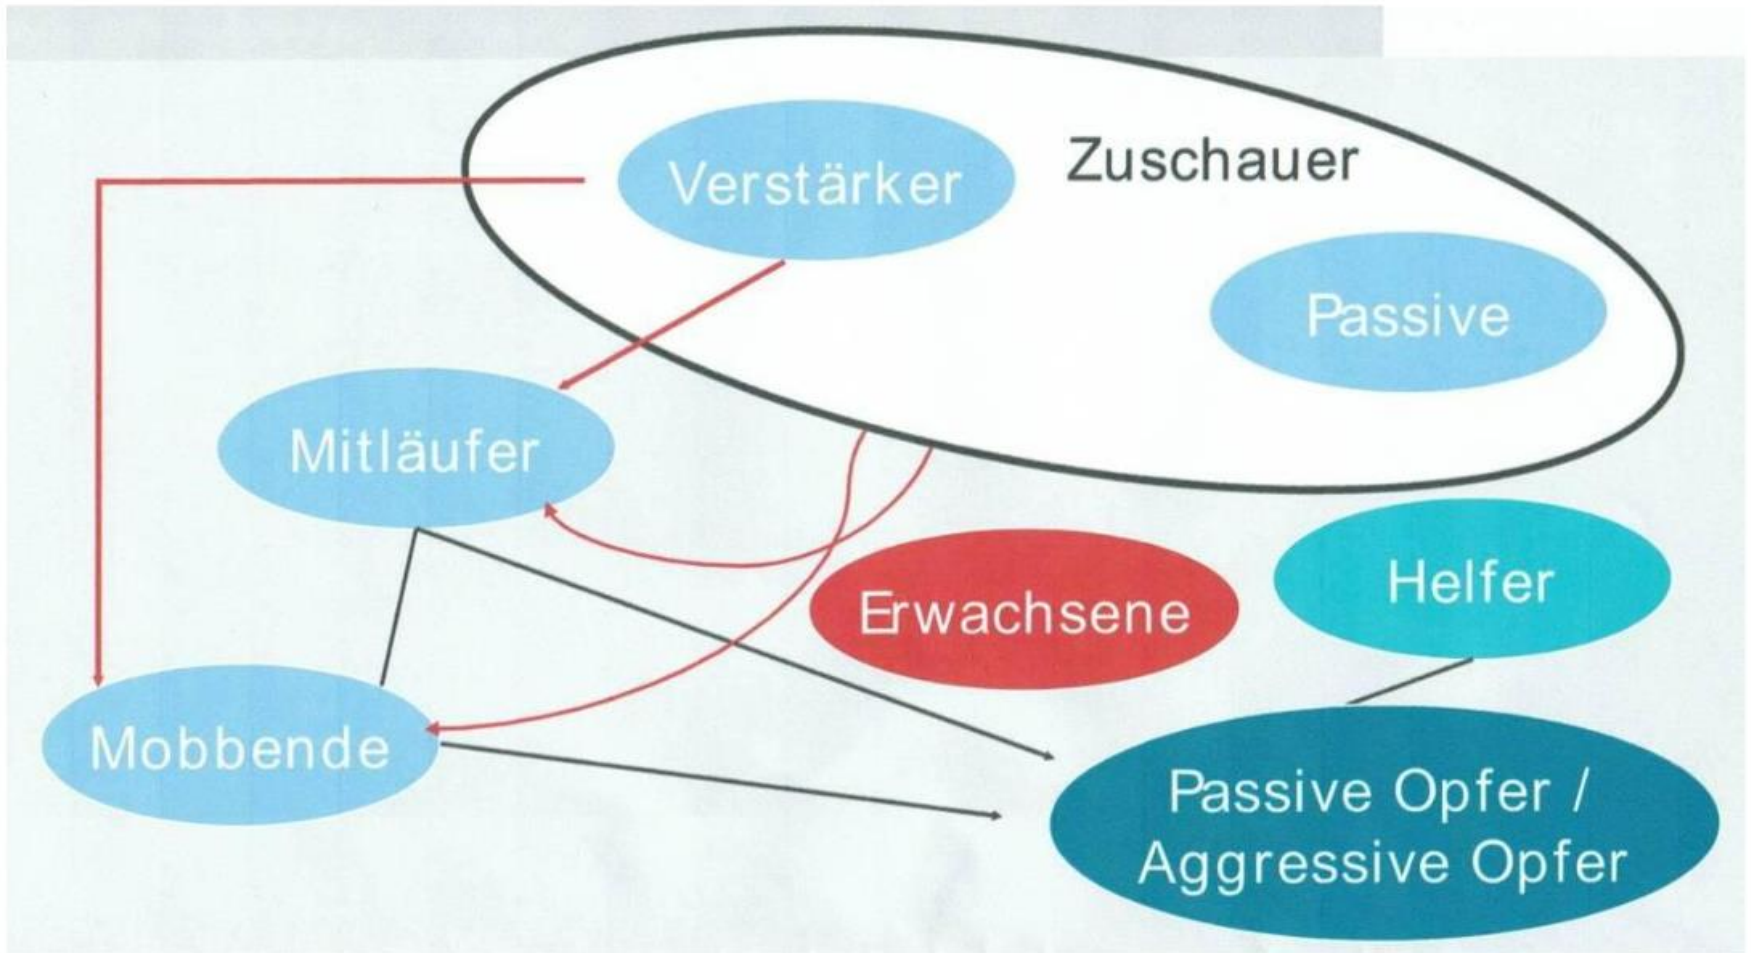 Verstärker
Zuschauer
Passive
Mitläufer
Erwachsene
Helfer
Mobbende
Passive Opfer /
Aggressive Opfer